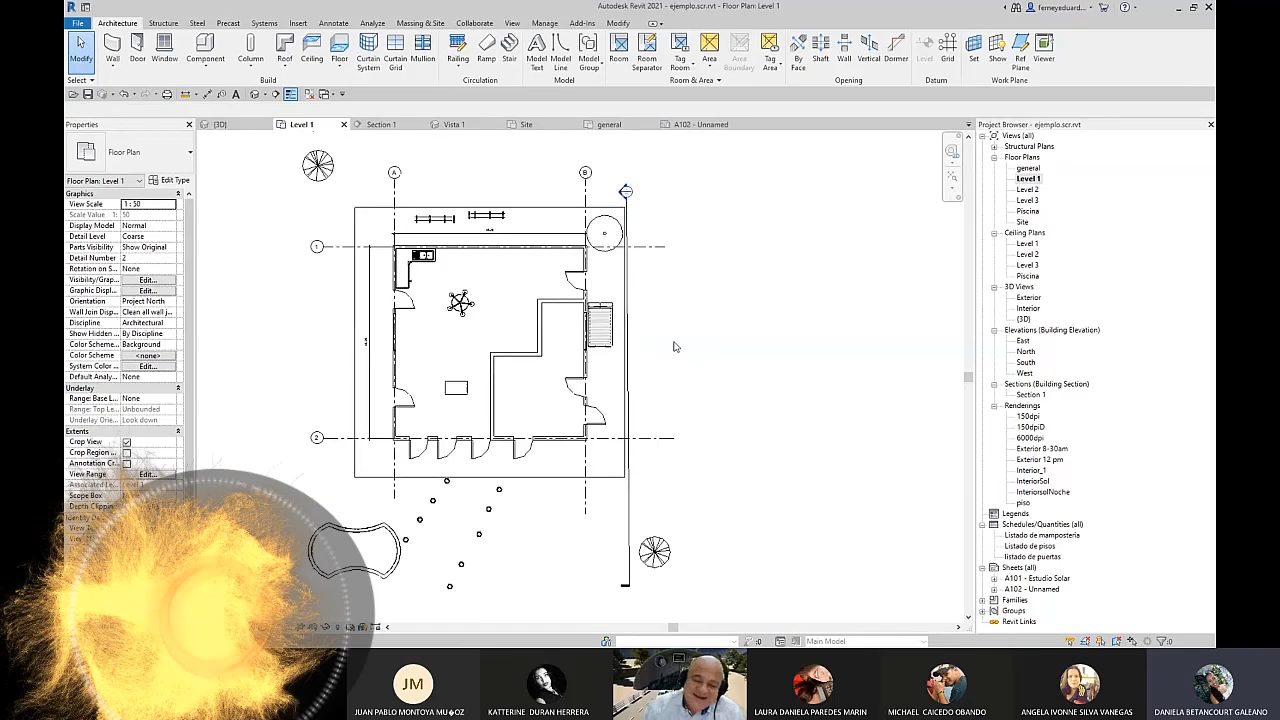 Autodesk Revit 2021 - ejemplo.scr.rvt - Floor Plan: Level 1
ferneyeduard...
File Architecture Structure Steel Precast Systems Insert Annotate Analyze Massing & Site Collaborate View Manage Add-Ins Modify
Modify Wall Door Window Component Column Roof Ceiling Floor Curtain System Curtain Grid Mullion Railing Ramp Stair Model Text Model Line Model Group Room Room Separator Tag Room Area Area Boundary Tag Area By Face Shaft Wall Vertical Dormer Level Grid Set Show Ref Plane Viewer
Select Build Circulation Model Room & Area Opening Datum Work Plane
Properties
{3D} Level 1 Section 1 Vista 1 Site general A102 - Unnamed
Floor Plan
Floor Plan: Level 1 Edit Type
Graphics
View Scale 1 : 50
Scale Value 1: 50
Display Model Normal
Detail Level Coarse
Parts Visibility Show Original
Detail Number 2
Rotation on S... None
Visibility/Grap... Edit...
Graphic Displ... Edit...
Orientation Project North
Wall Join Disp... Clean all wall j...
Discipline Architectural
Show Hidden ... By Discipline
Color Scheme... Background
Color Scheme <none>
System Color ... Edit...
Default Analy... None
Underlay
Range: Base L... None
Range: Top Le... Unbounded
Underlay Orie... Look down
Extents
Crop View
Crop Region ...
Annotation Cr...
View Range Edit...
Associated Le... Level 1
Scope Box
Depth Clippin
A B
1
2
Project Browser - ejemplo.scr.rvt
Views (all)
Structural Plans
Floor Plans
general
Level 1
Level 2
Level 3
Piscina
Site
Ceiling Plans
Level 1
Level 2
Level 3
Piscina
3D Views
Exterior
Interior
{3D}
Elevations (Building Elevation)
East
North
South
West
Sections (Building Section)
Section 1
Renderings
150dpi
150dpiD
6000dpi
Exterior 8-30am
Exterior 12 pm
Interior_1
InteriorSol
InteriorsolNoche
piso
Legends
Schedules/Quantities (all)
Listado de mamposteria
Listado de pisos
listado de puertas
Sheets (all)
A101 - Estudio Solar
A102 - Unnamed
Families
Groups
Revit Links
:0 Main Model :0
JM
JUAN PABLO MONTOYA MU�OZ KATTERINE DURAN HERRERA LAURA DANIELA PAREDES MARIN MICHAEL CAICEDO OBANDO ANGELA IVONNE SILVA VANEGAS DANIELA BETANCOURT GALEANO